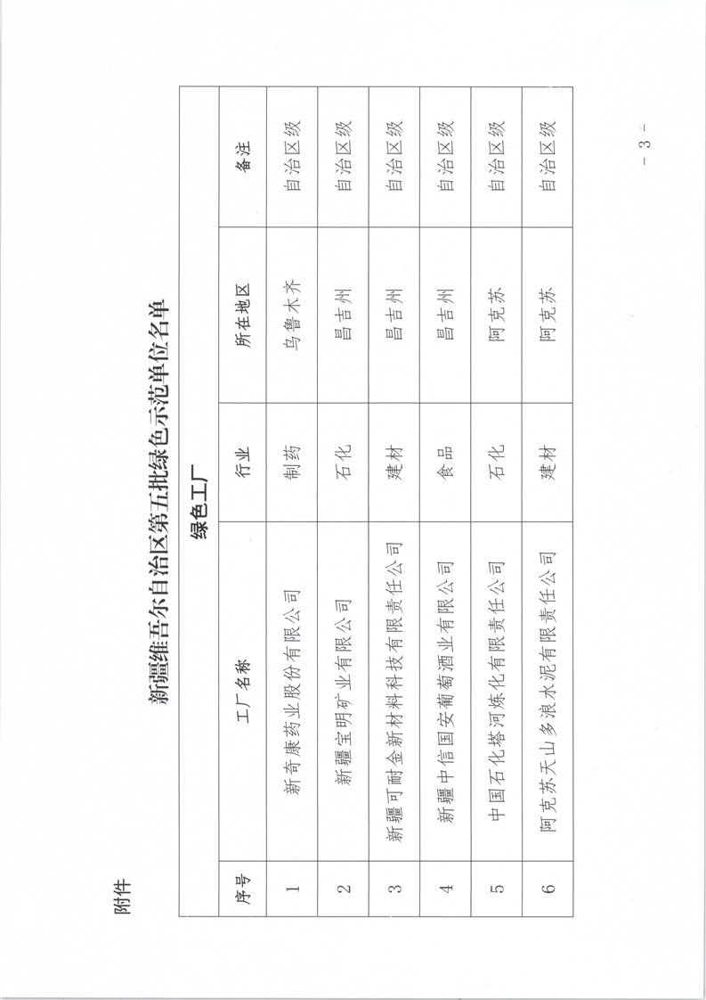 附件
新疆维吾尔自治区第五批绿色示范单位名单
绿色工厂
序号 工厂名称 行业 所在地区 备注
1 新奇康药业股份有限公司 制药 乌鲁木齐 自治区级
2 新疆宝明矿业有限公司 石化 昌吉州 自治区级
3 新疆可耐金新材料科技有限责任公司 建材 昌吉州 自治区级
4 新疆中信国安葡萄酒业有限公司 食品 昌吉州 自治区级
5 中国石化塔河炼化有限责任公司 石化 阿克苏 自治区级
6 阿克苏天山多浪水泥有限责任公司 建材 阿克苏 自治区级
- 3 -